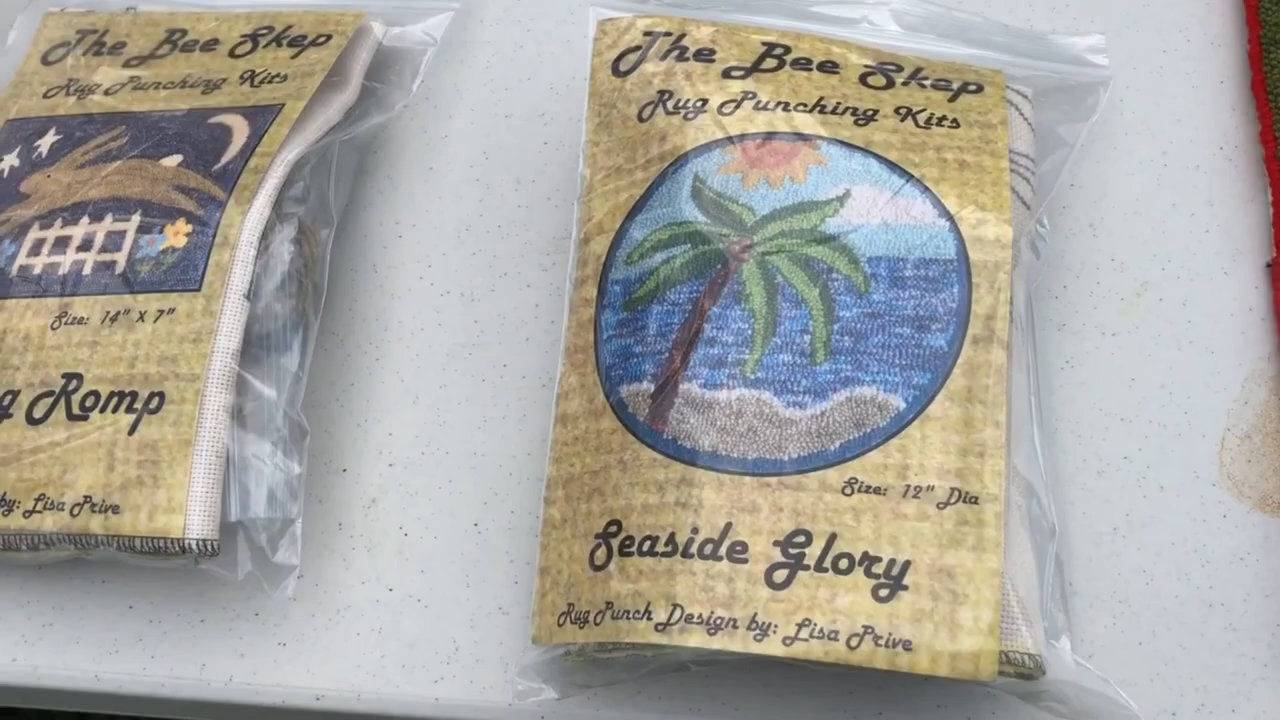 The Bee Skep
Rug Punching Kits
Size: 14" X 7"
Romp
by: Lisa Prive
The Bee Skep
Rug Punching Kits
Size: 12" Dia
Seaside Glory
Rug Punch Design by: Lisa Prive